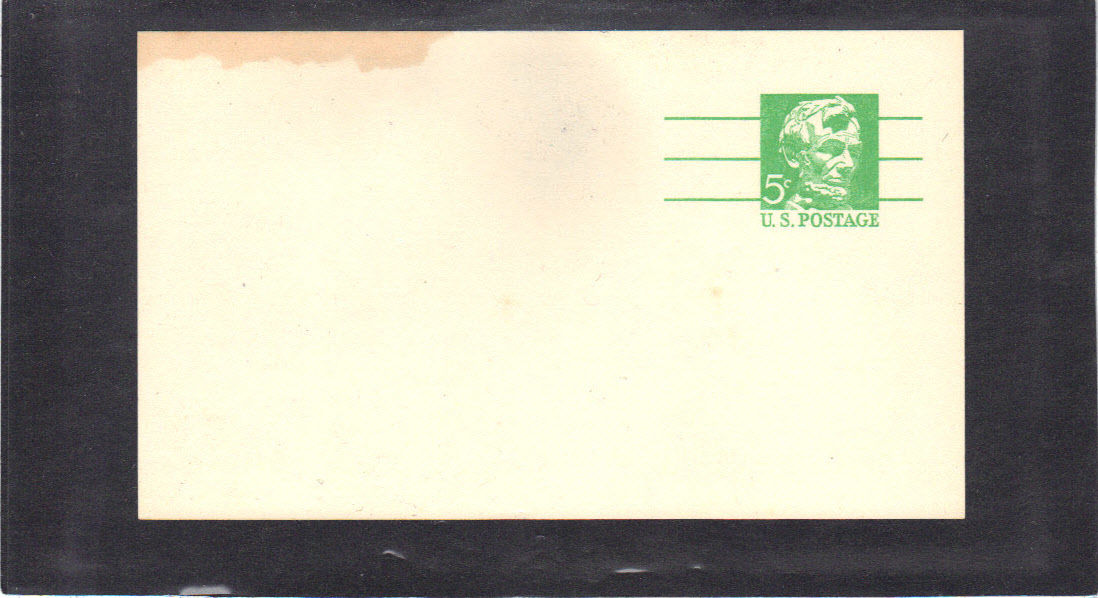 5c
U. S. POSTAGE